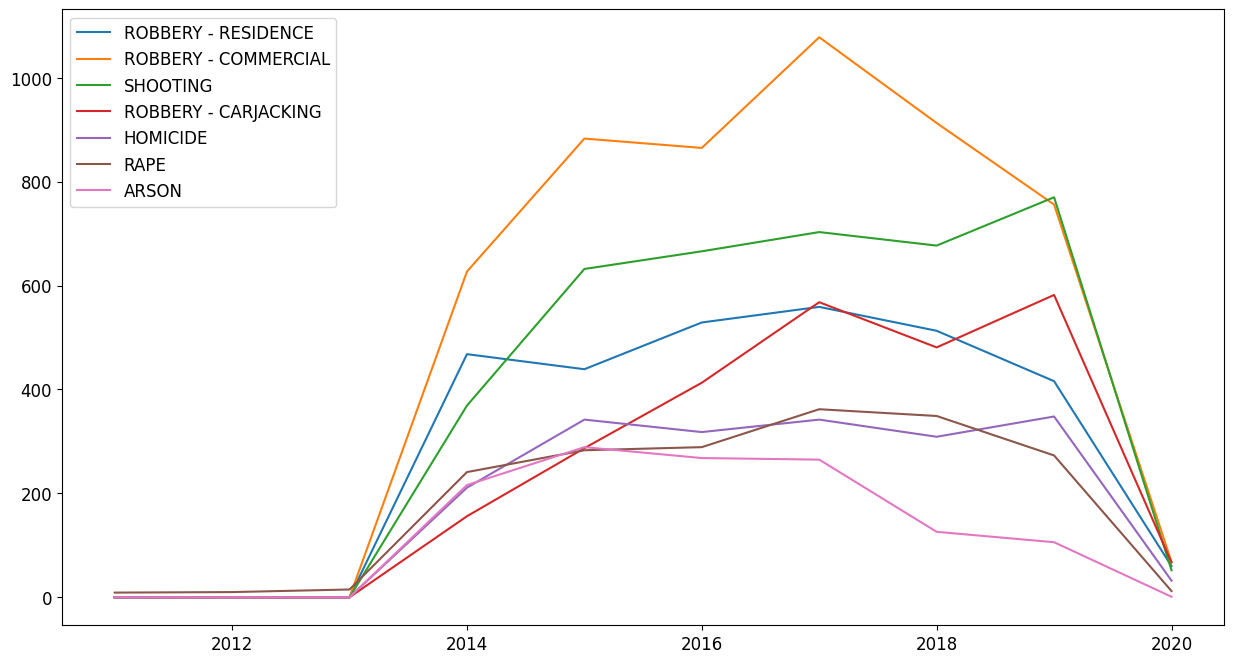 ROBBERY - RESIDENCE
ROBBERY - COMMERCIAL
SHOOTING
ROBBERY - CARJACKING
HOMICIDE
RAPE
ARSON
1000
800
600
400
200
0
2012 2014 2016 2018 2020